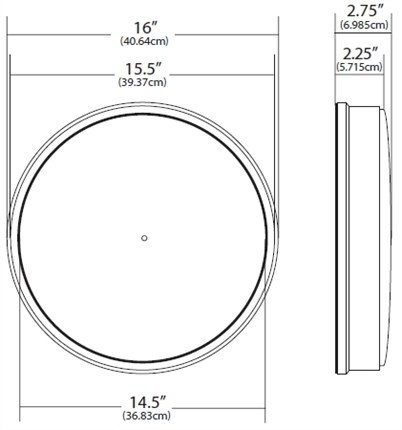 16”
(40.64cm)
15.5”
(39.37cm)
2.75”
(6.985cm)
2.25”
(5.715cm)
14.5”
(36.83cm)